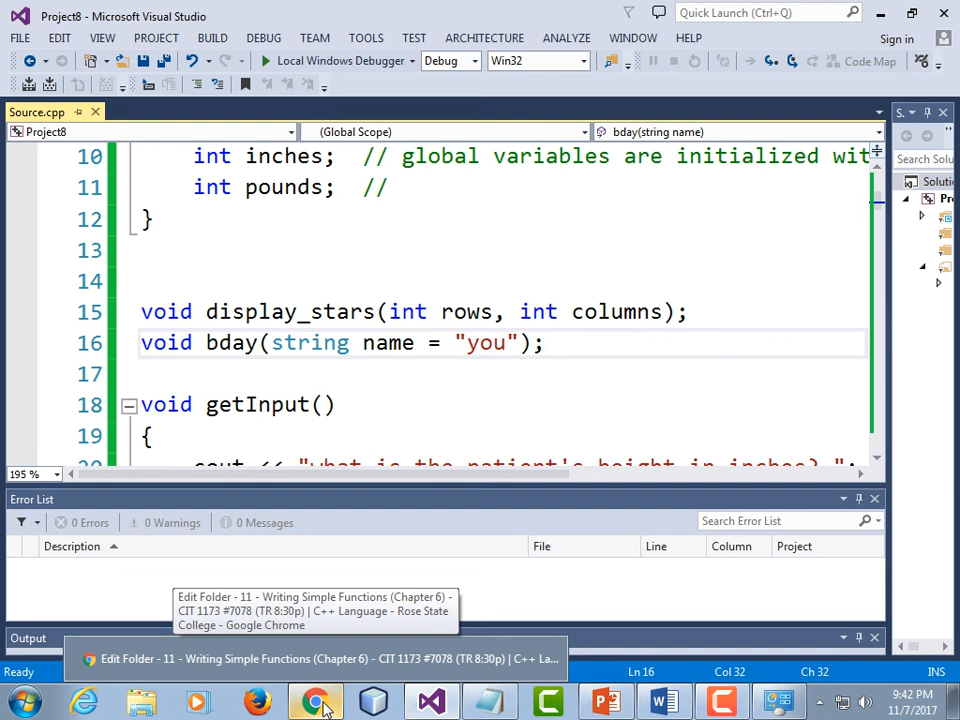 Project8 - Microsoft Visual Studio
Quick Launch (Ctrl+Q)
FILE EDIT VIEW PROJECT BUILD DEBUG TEAM TOOLS TEST ARCHITECTURE ANALYZE WINDOW HELP Sign in
Local Windows Debugger Debug Win32 Code Map
Source.cpp S..
Project8 (Global Scope) bday(string name)
Search Solu
10 int inches; // global variables are initialized wit
11 int pounds; //
12 }
13
14
15 void display_stars(int rows, int columns);
16 void bday(string name = "you");
17
18 void getInput()
19 {
Soluti
Pr
195 %
Error List
0 Errors 0 Warnings 0 Messages Search Error List
Description File Line Column Project
Edit Folder - 11 - Writing Simple Functions (Chapter 6) -
CIT 1173 #7078 (TR 8:30p) | C++ Language - Rose State
College - Google Chrome
Output
Edit Folder - 11 - Writing Simple Functions (Chapter 6) - CIT 1173 #7078 (TR 8:30p) | C++ La...
Ready Ln 16 Col 32 Ch 32 INS
9:42 PM
11/7/2017